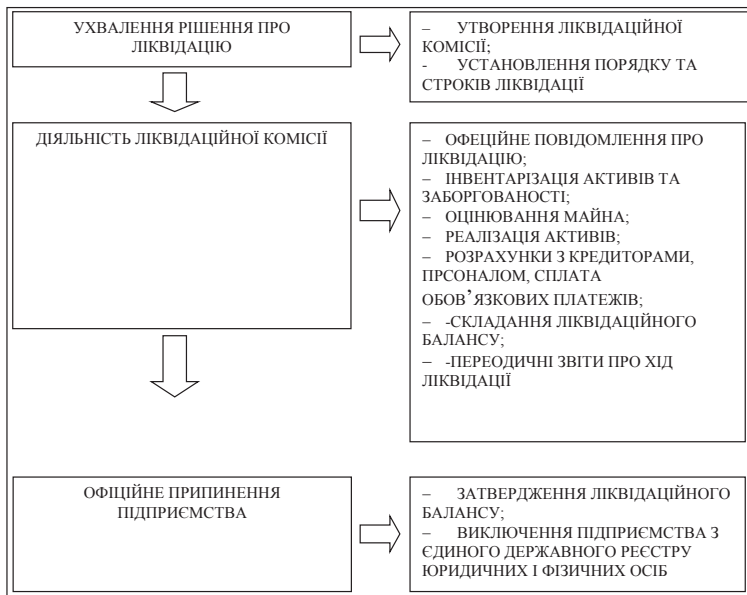 УХВАЛЕННЯ РІШЕННЯ ПРО
ЛІКВІДАЦІЮ
– УТВОРЕННЯ ЛІКВІДАЦІЙНОЇ
КОМІСІЇ;
- УСТАНОВЛЕННЯ ПОРЯДКУ ТА
СТРОКІВ ЛІКВІДАЦІЇ
ДІЯЛЬНІСТЬ ЛІКВІДАЦІЙНОЇ КОМІСІЇ
– ОФЕЦІЙНЕ ПОВІДОМЛЕННЯ ПРО
ЛІКВІДАЦІЮ;
– ІНВЕНТАРІЗАЦІЯ АКТИВІВ ТА
ЗАБОРГОВАНОСТІ;
– ОЦІНЮВАННЯ МАЙНА;
– РЕАЛІЗАЦІЯ АКТИВІВ;
– РОЗРАХУНКИ З КРЕДИТОРАМИ,
ПРСОНАЛОМ, СПЛАТА
ОБОВ’ЯЗКОВИХ ПЛАТЕЖІВ;
– -СКЛАДАННЯ ЛІКВІДАЦІЙНОГО
БАЛАНСУ;
– -ПЕРЕОДИЧНІ ЗВІТИ ПРО ХІД
ЛІКВІДАЦІЇ
ОФІЦІЙНЕ ПРИПИНЕННЯ
ПІДПРИЄМСТВА
– ЗАТВЕРДЖЕННЯ ЛІКВІДАЦІЙНОГО
БАЛАНСУ;
– ВИКЛЮЧЕННЯ ПІДПРИЄМСТВА З
ЄДИНОГО ДЕРЖАВНОГО РЕЄСТРУ
ЮРИДИЧНИХ І ФІЗИЧНИХ ОСІБ